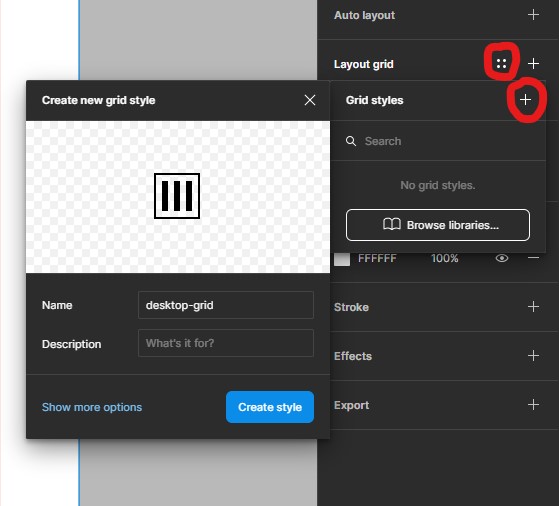 Auto layout
Layout grid
Create new grid style
Grid styles
Search
No grid styles.
Browse libraries...
FFFFFF 100%
Name desktop-grid
Description What's it for?
Stroke
Effects
Show more options Create style
Export